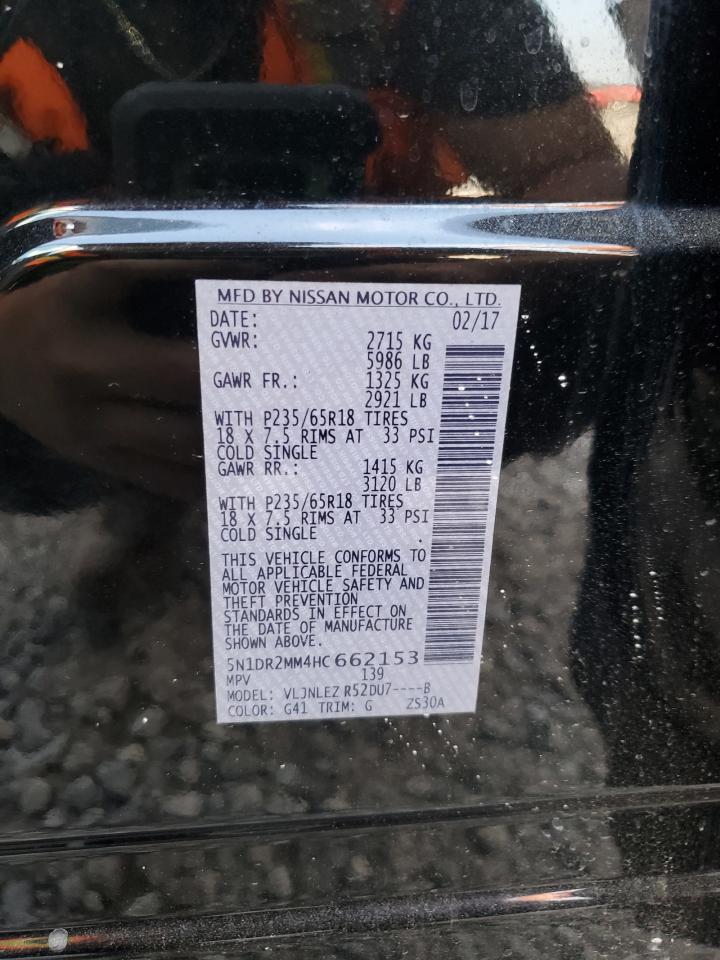 MFD BY NISSAN MOTOR CO., LTD.
DATE: 02/17
GVWR: 2715 KG
5986 LB
GAWR FR.: 1325 KG
2921 LB
WITH P235/65R18 TIRES
18 X 7.5 RIMS AT 33 PSI
COLD SINGLE
GAWR RR.: 1415 KG
3120 LB
WITH P235/65R18 TIRES
18 X 7.5 RIMS AT 33 PSI
COLD SINGLE
THIS VEHICLE CONFORMS TO
ALL APPLICABLE FEDERAL
MOTOR VEHICLE SAFETY AND
THEFT PREVENTION
STANDARDS IN EFFECT ON
THE DATE OF MANUFACTURE
SHOWN ABOVE.
5N1DR2MM4HC662153
MPV 139
MODEL: VLJNLEZ R52DU7----B
COLOR: G41 TRIM: G ZS30A